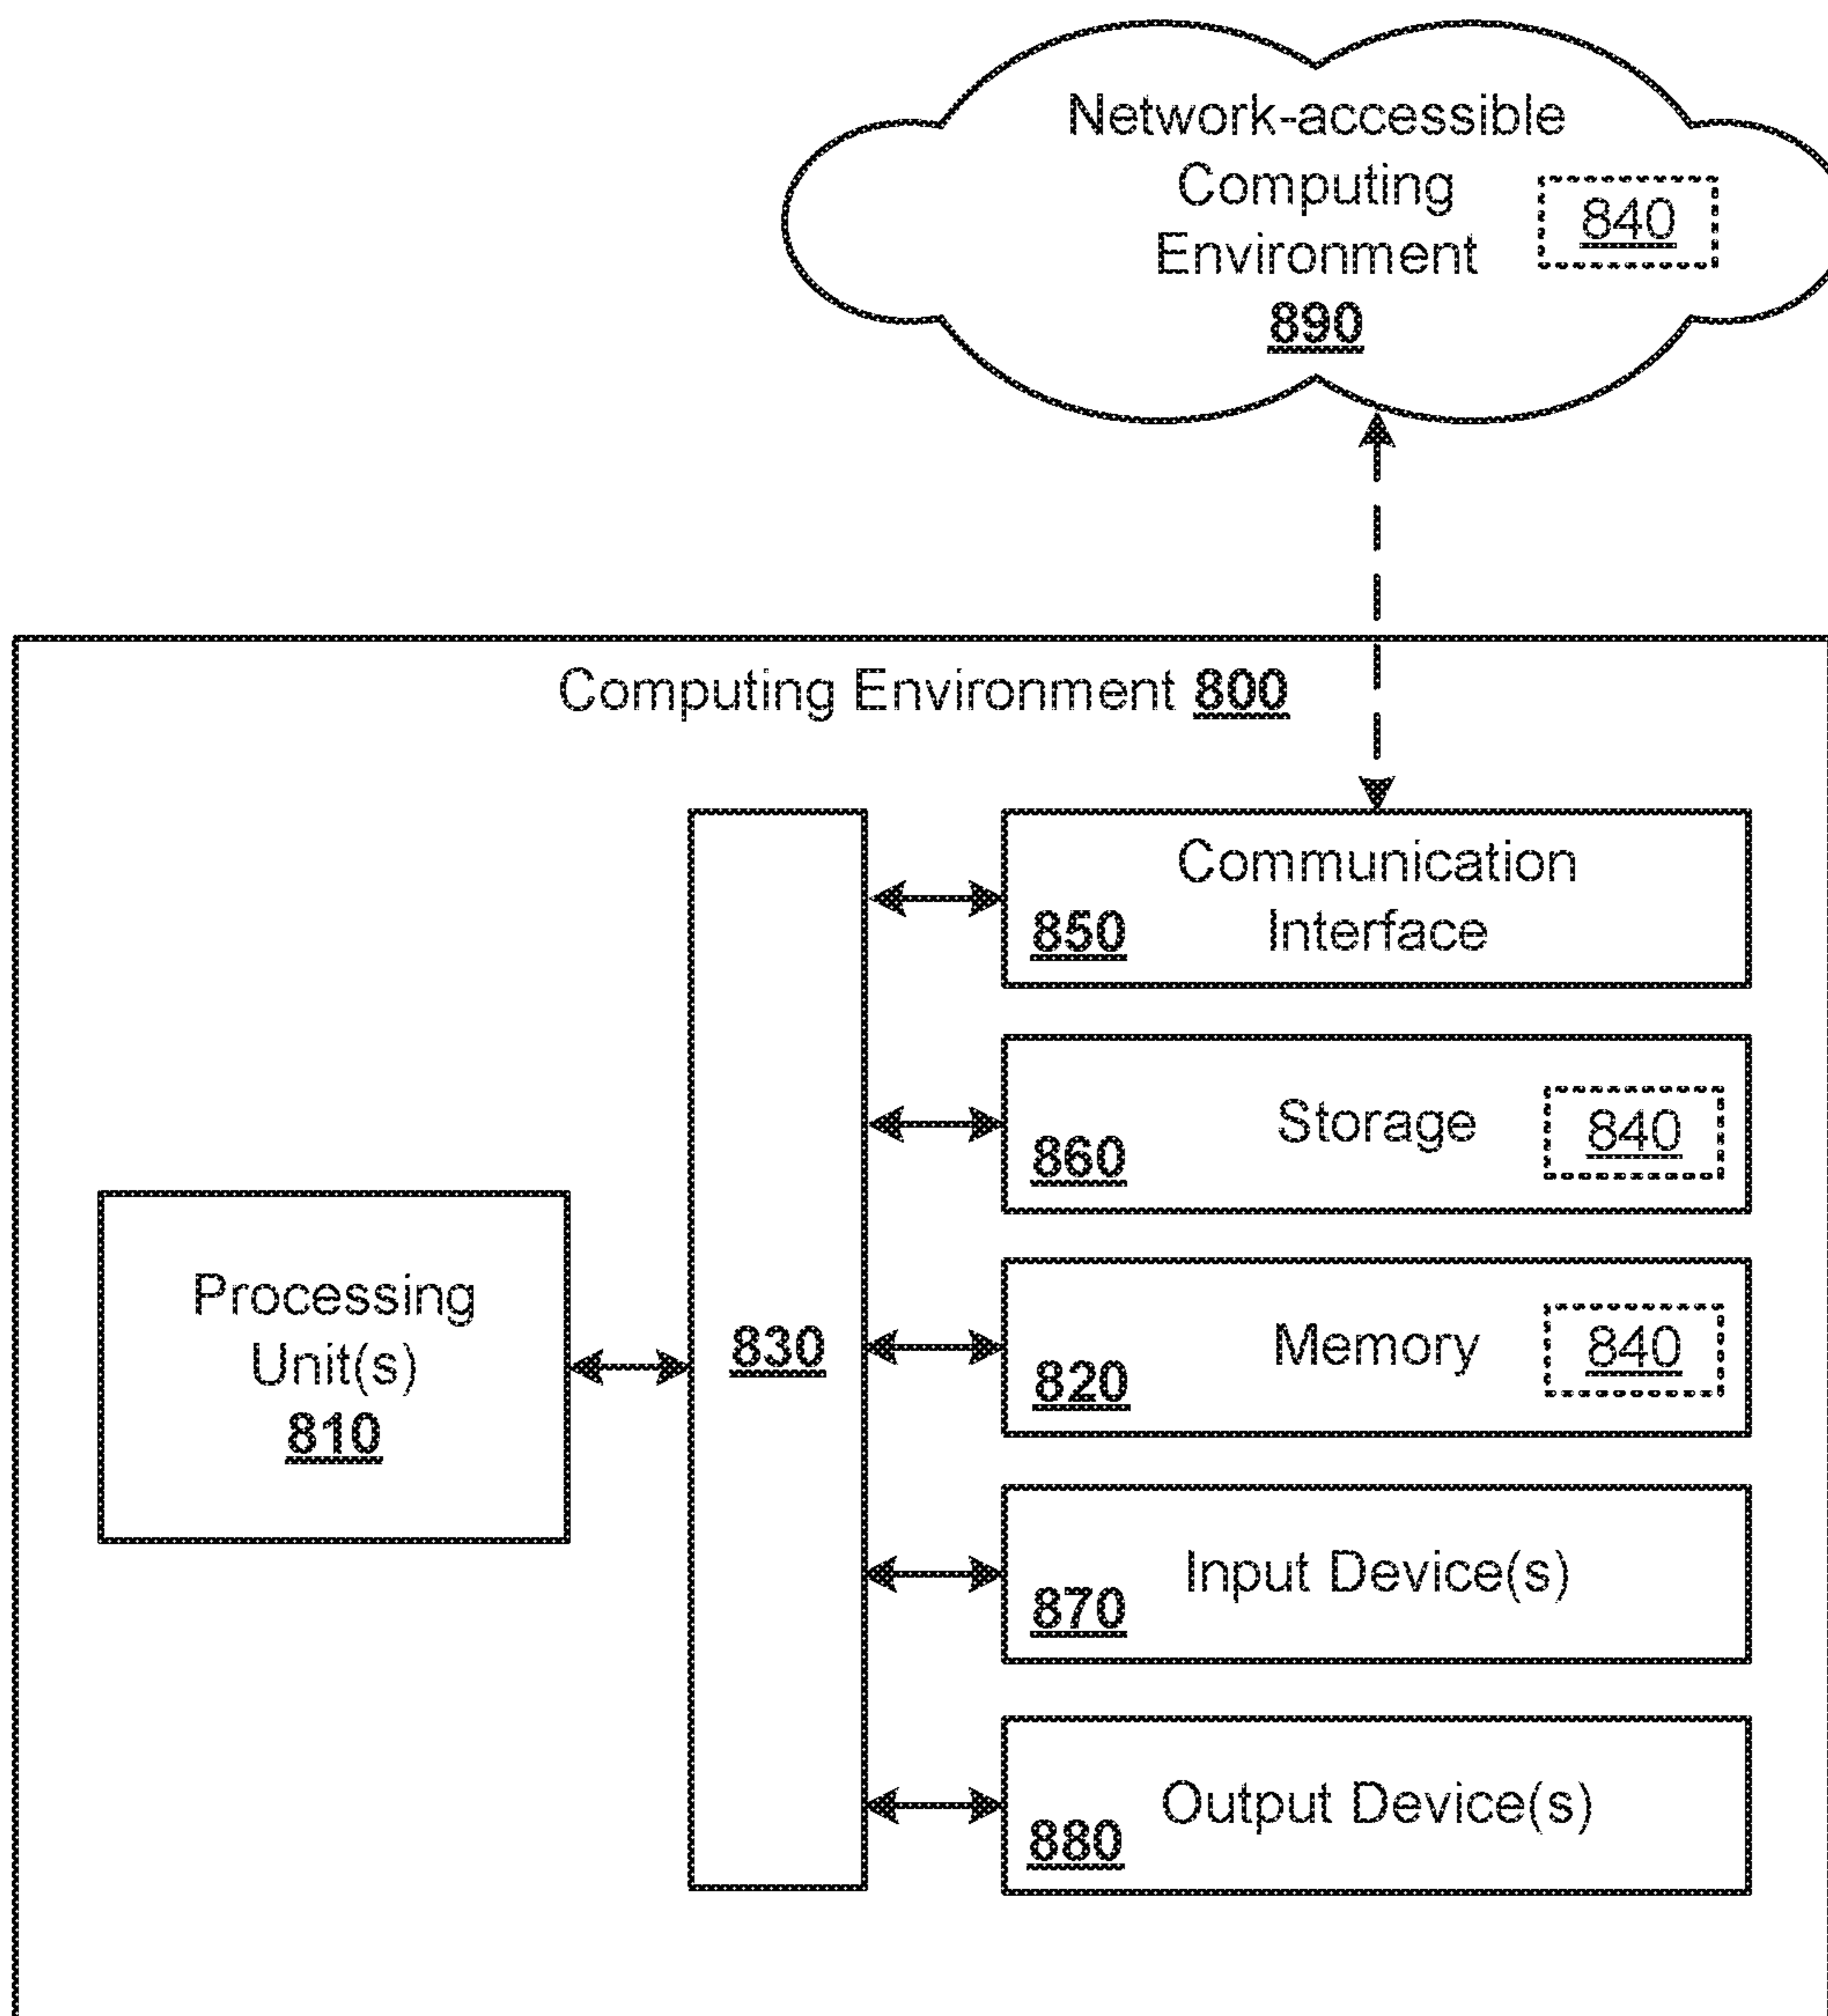 Network-accessible
Computing
Environment
840
890
Computing Environment 800
Communication
850 Interface
Storage 840
860
Processing
Unit(s)
810
830
Memory 840
820
Input Device(s)
870
Output Device(s)
880